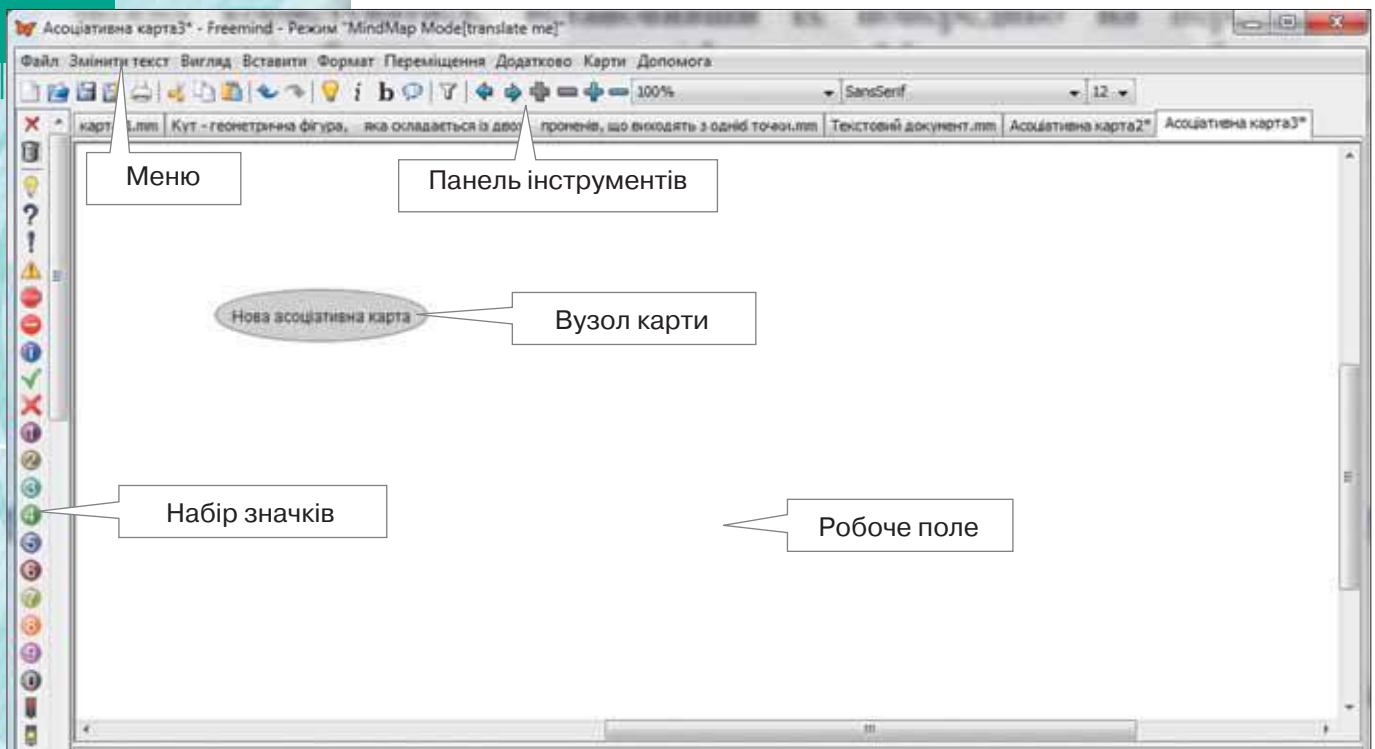 Асоціативна карта3* - Freemind - Режим "MindMap Mode[translate me]"
Файл Змінити текст Вигляд Вставити Формат Переміщення Додатково Карти Допомога
i b 100% SansSerif 12
Кут - геометрична фігура, яка складається із промені, що виходять з однієї точки.mm Текстовий документ.mm Асоціативна карта2* Асоціативна карта3*
Меню
Панель інструментів
Нова асоціативна карта
Вузол карти
Набір значків
Робоче поле